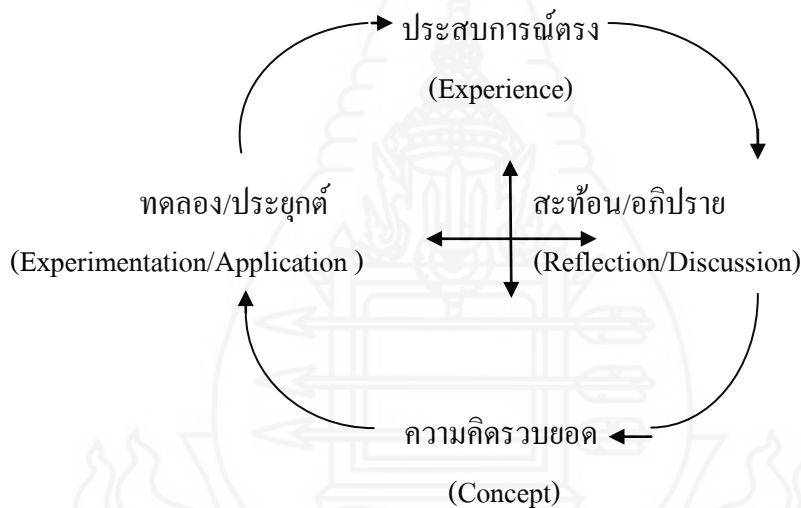 ประสบการณ์ตรง
(Experience)
ทดลอง/ประยุกต์
สะท้อน/อภิปราย
(Experimentation/Application )
(Reflection/Discussion)
ความคิดรวบยอด
(Concept)